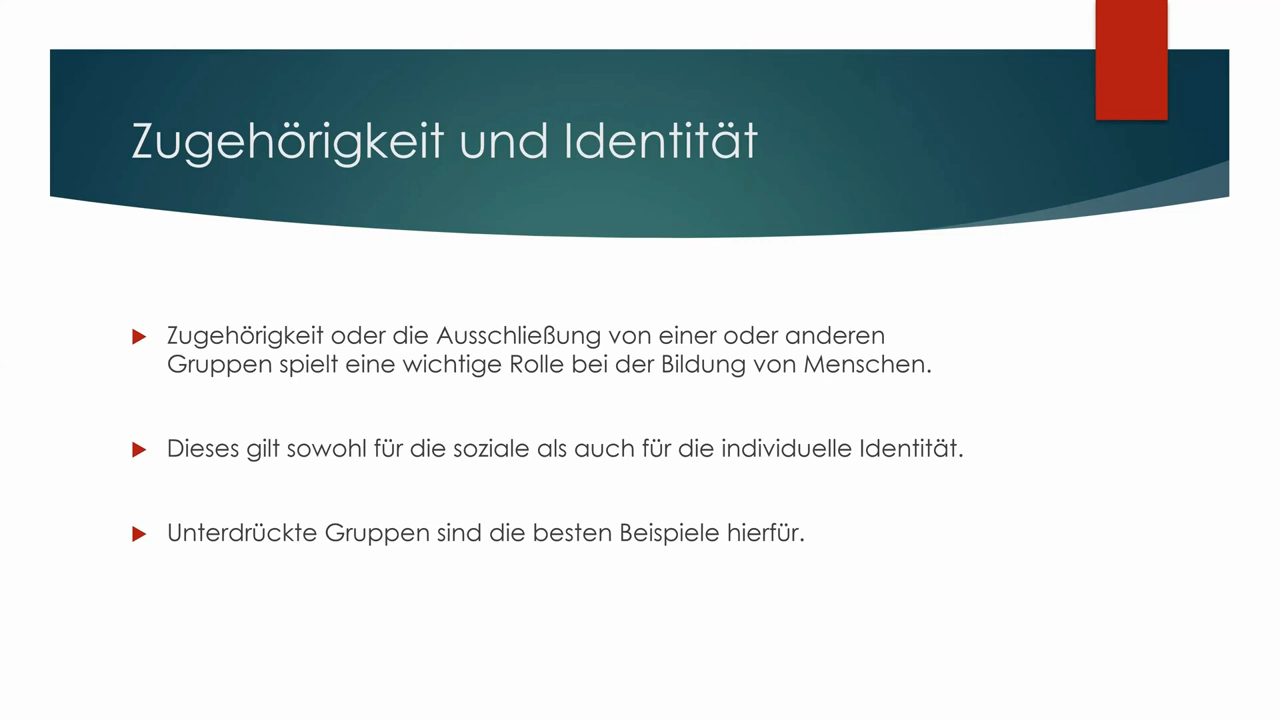 Zugehörigkeit und Identität
Zugehörigkeit oder die Ausschließung von einer oder anderen
Gruppen spielt eine wichtige Rolle bei der Bildung von Menschen.
Dieses gilt sowohl für die soziale als auch für die individuelle Identität.
Unterdrückte Gruppen sind die besten Beispiele hierfür.